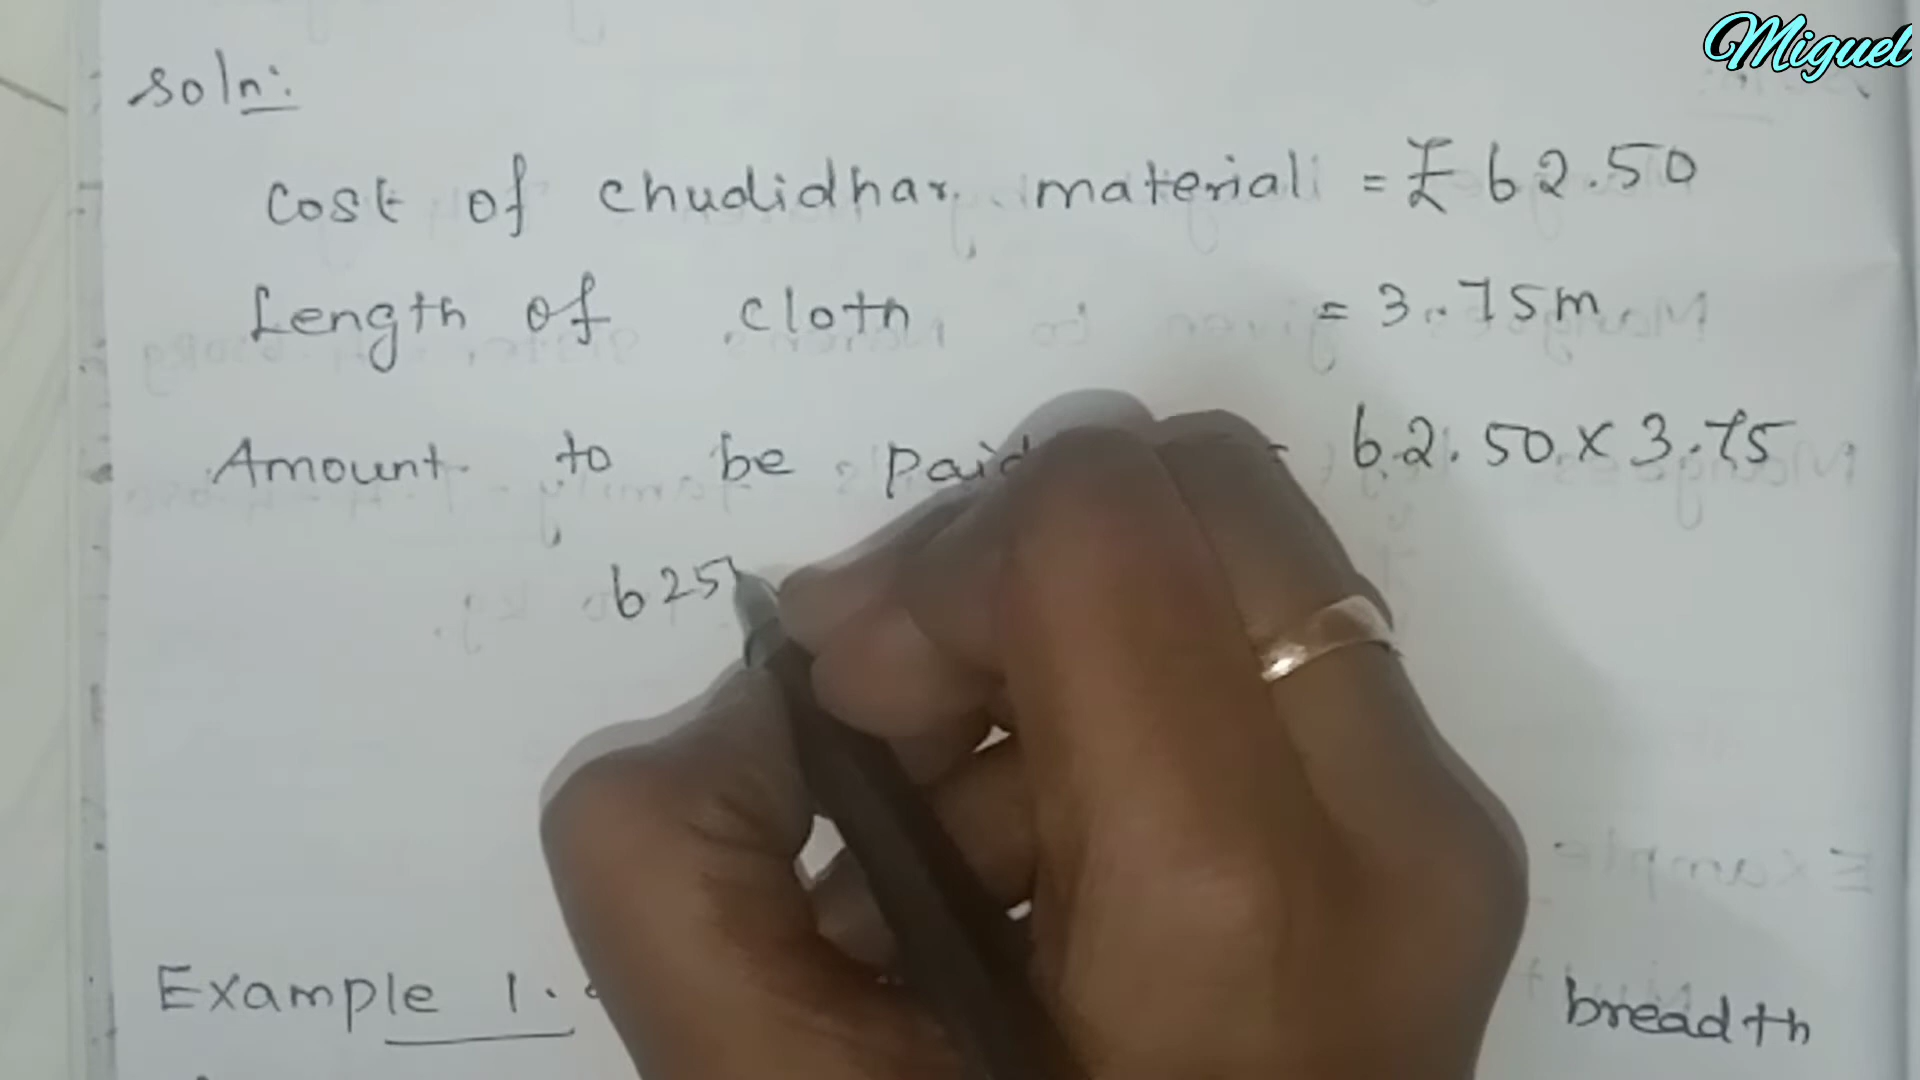 Miguel
Soln:
Cost of chudidhar material = ₹ 62.50
Length of cloth = 3.75m
Amount to be paid = 62.50 x 3.75
625
Example 1.
breadth